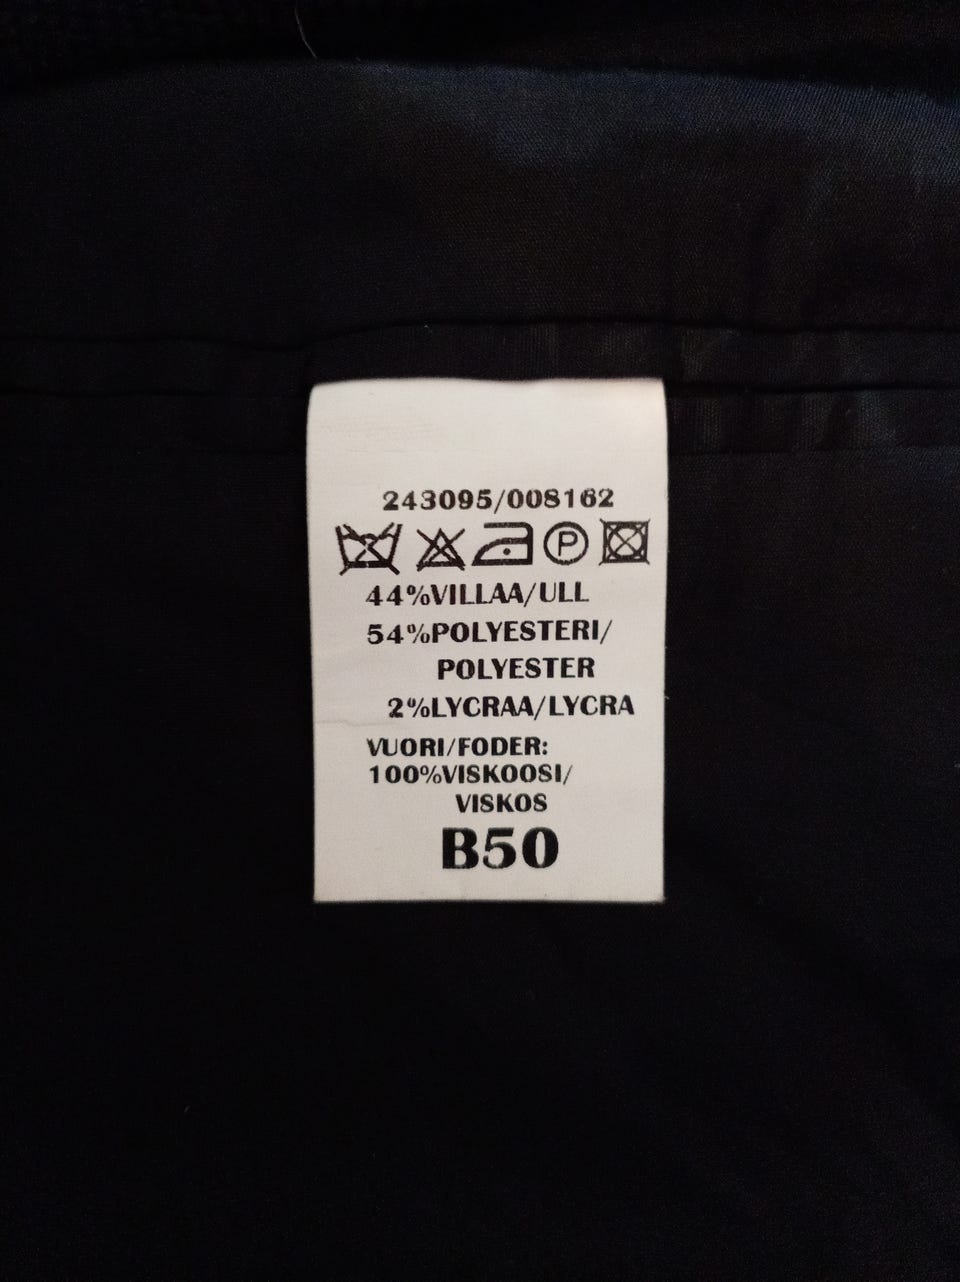 243095/008162
P
44%VILLAA/ULL
54%POLYESTERI/
POLYESTER
2%LYCRAA/LYCRA
VUORI/FODER:
100%VISKOOSI/
VISKOS
B50